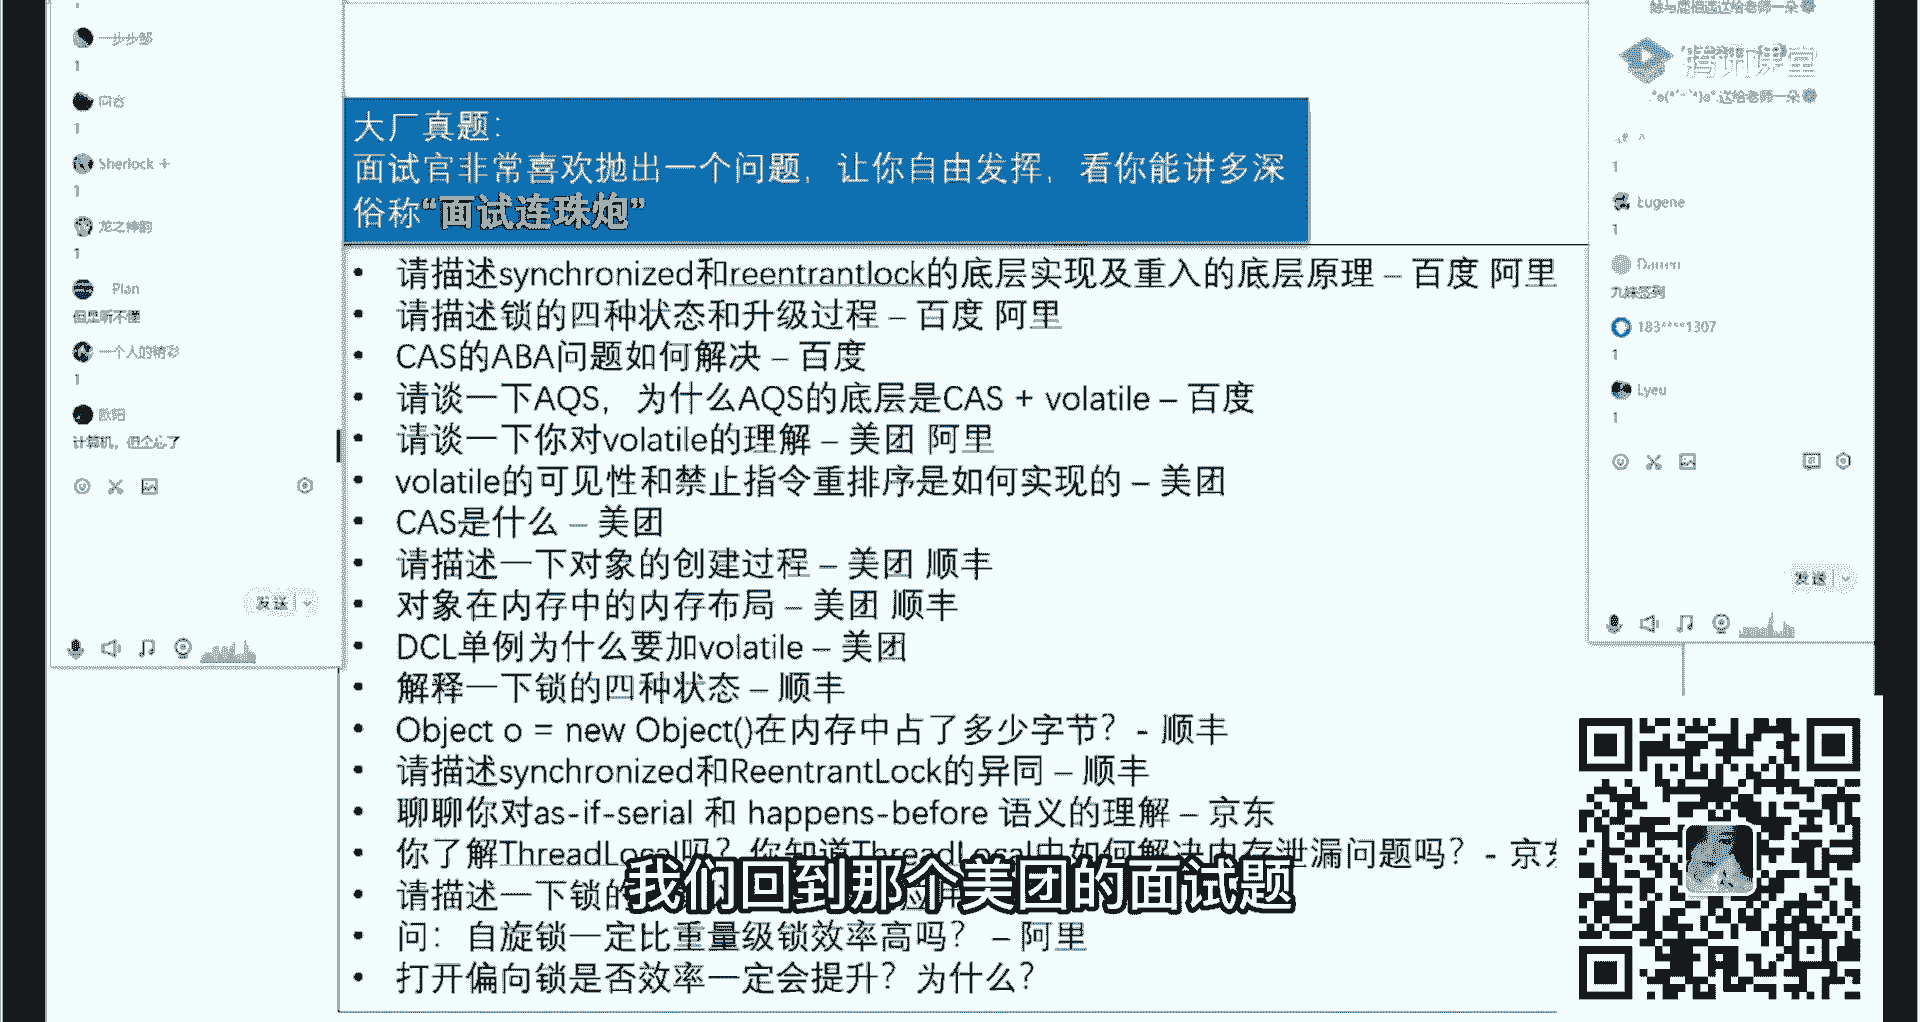 一步步邹
1
问答
1
Sherlock
1
龙之神韵
1
Plan
但是听不懂
一个人的精彩
1
欧阳
计算机，但全忘了
发送
大厂真题：
面试官非常喜欢抛出一个问题，让你自由发挥，看你能讲多深
俗称“面试连珠炮”
• 请描述synchronized和reentrantlock的底层实现及重入的底层原理 – 百度 阿里
• 请描述锁的四种状态和升级过程 – 百度 阿里
• CAS的ABA问题如何解决 – 百度
• 请谈一下AQS，为什么AQS的底层是CAS + volatile – 百度
• 请谈一下你对volatile的理解 – 美团 阿里
• volatile的可见性和禁止指令重排序是如何实现的 – 美团
• CAS是什么 – 美团
• 请描述一下对象的创建过程 – 美团 顺丰
• 对象在内存中的内存布局 – 美团 顺丰
• DCL单例为什么要加volatile – 美团
• 解释一下锁的四种状态 – 顺丰
• Object o = new Object()在内存中占了多少字节？ - 顺丰
• 请描述synchronized和ReentrantLock的异同 – 顺丰
• 聊聊你对as-if-serial 和 happens-before 语义的理解 – 京东
• 你了解ThreadLocal吗？你知道ThreadLocal中如何解决内存泄漏问题吗？ - 京东
• 请描述一下锁的
我们回到那个美团的面试题
• 问：自旋锁一定比重量级锁效率高吗？ – 阿里
• 打开偏向锁是否效率一定会提升？为什么？
送给老师一朵
腾讯课堂
送给老师一朵
1
Eugene
1
Darren
183****1307
1
Lyeu
1
发送